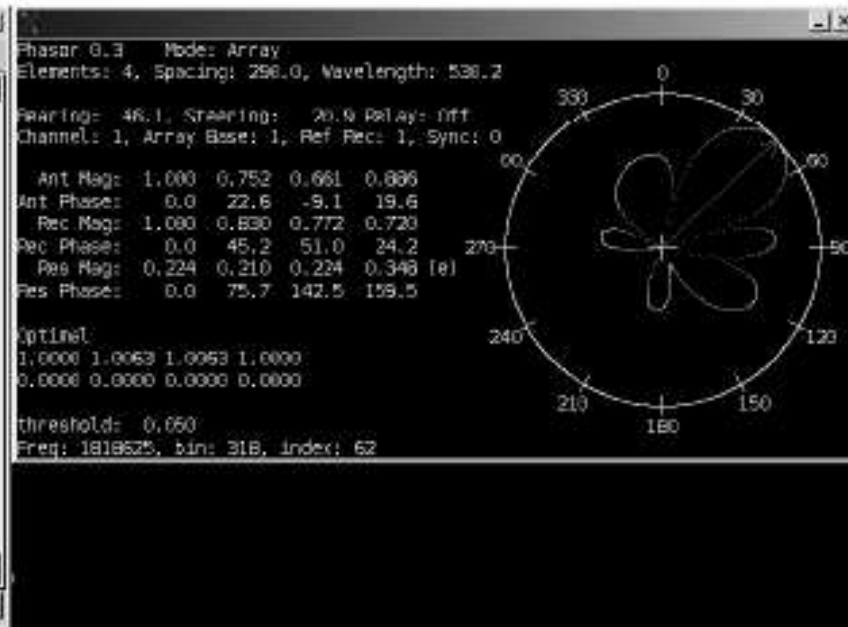 Phasor 0.3 Mode: Array
Elements: 4, Spacing: 298.0, Wavelength: 538.2
Bearing: 46.1, Steering: 20.9 Relay: Off
Channel: 1, Array Base: 1, Ref Rec: 1, Sync: 0
Ant Mag: 1.000 0.752 0.661 0.886
Ant Phase: 0.0 22.6 -9.1 19.6
Rec Mag: 1.000 0.830 0.772 0.720
Rec Phase: 0.0 45.2 51.0 24.2
Res Mag: 0.224 0.210 0.224 0.348 [e]
Res Phase: 0.0 75.7 142.5 159.5
Optimal
1.0000 1.0063 1.0063 1.0000
0.0000 0.0000 0.0000 0.0000
threshold: 0.050
Freq: 1818625, bin: 318, index: 62
0
330
30
60
270
90
240
120
210
150
180